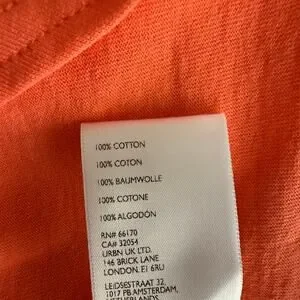 100% COTTON
100% COTON
100% BAUMWOLLE
100% COTONE
100% ALGODÓN
RN# 66170
CA# 32054
URBN UK LTD.
146 BRICK LANE
LONDON, E1 6RU
LEIDSESTRAAT 32,
1017 PB AMSTERDAM,
NETHERLANDS